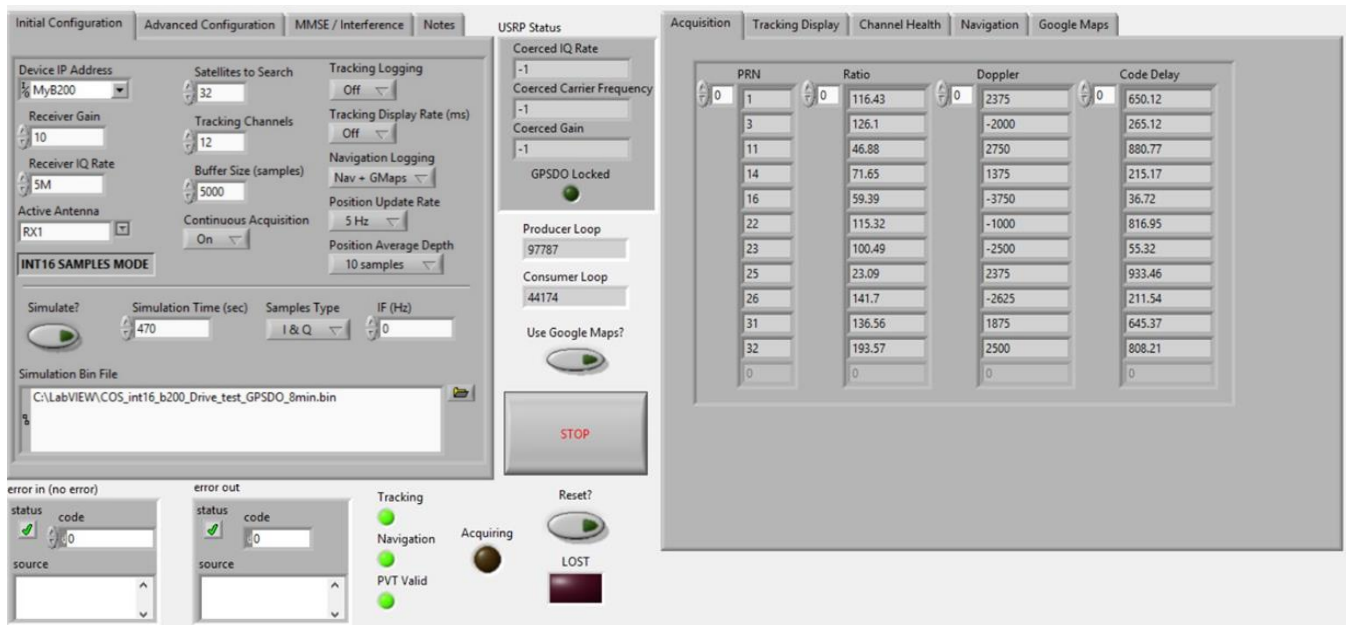 Initial Configuration Advanced Configuration MMSE / Interference Notes
Device IP Address
MyB200
Receiver Gain
10
Receiver IQ Rate
5M
Active Antenna
RX1
INT16 SAMPLES MODE
Satellites to Search
32
Tracking Channels
12
Buffer Size (samples)
5000
Continuous Acquisition
On
Tracking Logging
Off
Tracking Display Rate (ms)
Off
Navigation Logging
Nav + GMaps
Position Update Rate
5 Hz
Position Average Depth
10 samples
Simulate?
Simulation Time (sec)
470
Samples Type
I & Q
IF (Hz)
0
Simulation Bin File
C:\LabVIEW\COS_int16_b200_Drive_test_GPSDO_8min.bin
error in (no error)
status code
0
source
error out
status code
0
source
Tracking
Navigation
PVT Valid
Acquiring
USRP Status
Coerced IQ Rate
-1
Coerced Carrier Frequency
-1
Coerced Gain
-1
GPSDO Locked
Producer Loop
97787
Consumer Loop
44174
Use Google Maps?
STOP
Reset?
LOST
Acquisition Tracking Display Channel Health Navigation Google Maps
PRN Ratio Doppler Code Delay
0 1 0 116.43 0 2375 0 650.12
3 126.1 -2000 265.12
11 46.88 2750 880.77
14 71.65 1375 215.17
16 59.39 -3750 36.72
22 115.32 -1000 816.95
23 100.49 -2500 55.32
25 23.09 2375 933.46
26 141.7 -2625 211.54
31 136.56 1875 645.37
32 193.57 2500 808.21
0 0 0 0